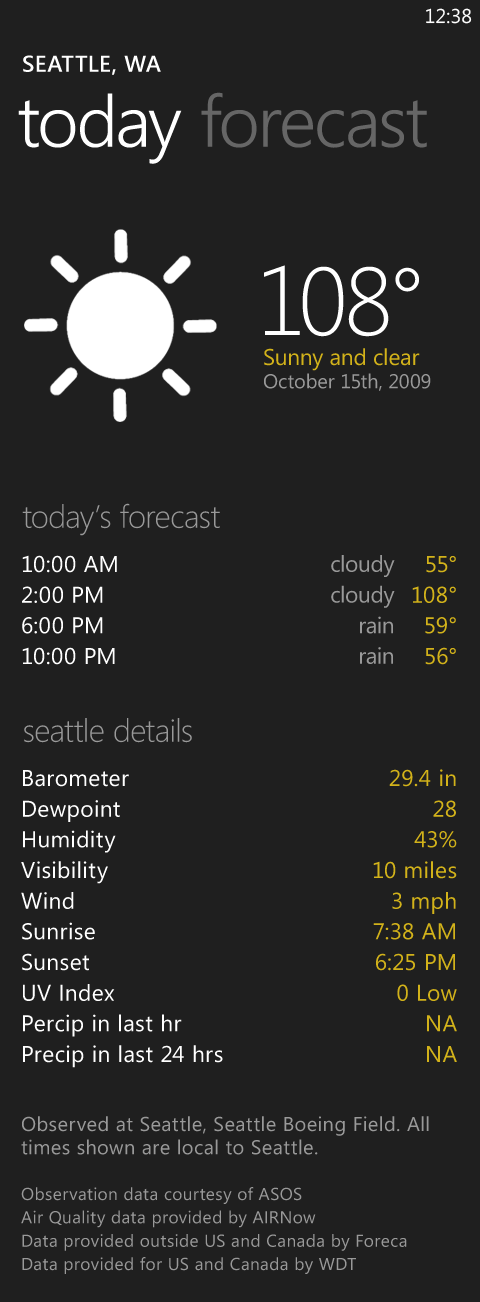 12:38
SEATTLE, WA
today forecast
108°
Sunny and clear
October 15th, 2009
today's forecast
10:00 AM cloudy 55°
2:00 PM cloudy 108°
6:00 PM rain 59°
10:00 PM rain 56°
seattle details
Barometer 29.4 in
Dewpoint 28
Humidity 43%
Visibility 10 miles
Wind 3 mph
Sunrise 7:38 AM
Sunset 6:25 PM
UV Index 0 Low
Percip in last hr NA
Precip in last 24 hrs NA
Observed at Seattle, Seattle Boeing Field. All
times shown are local to Seattle.
Observation data courtesy of ASOS
Air Quality data provided by AIRNow
Data provided outside US and Canada by Foreca
Data provided for US and Canada by WDT